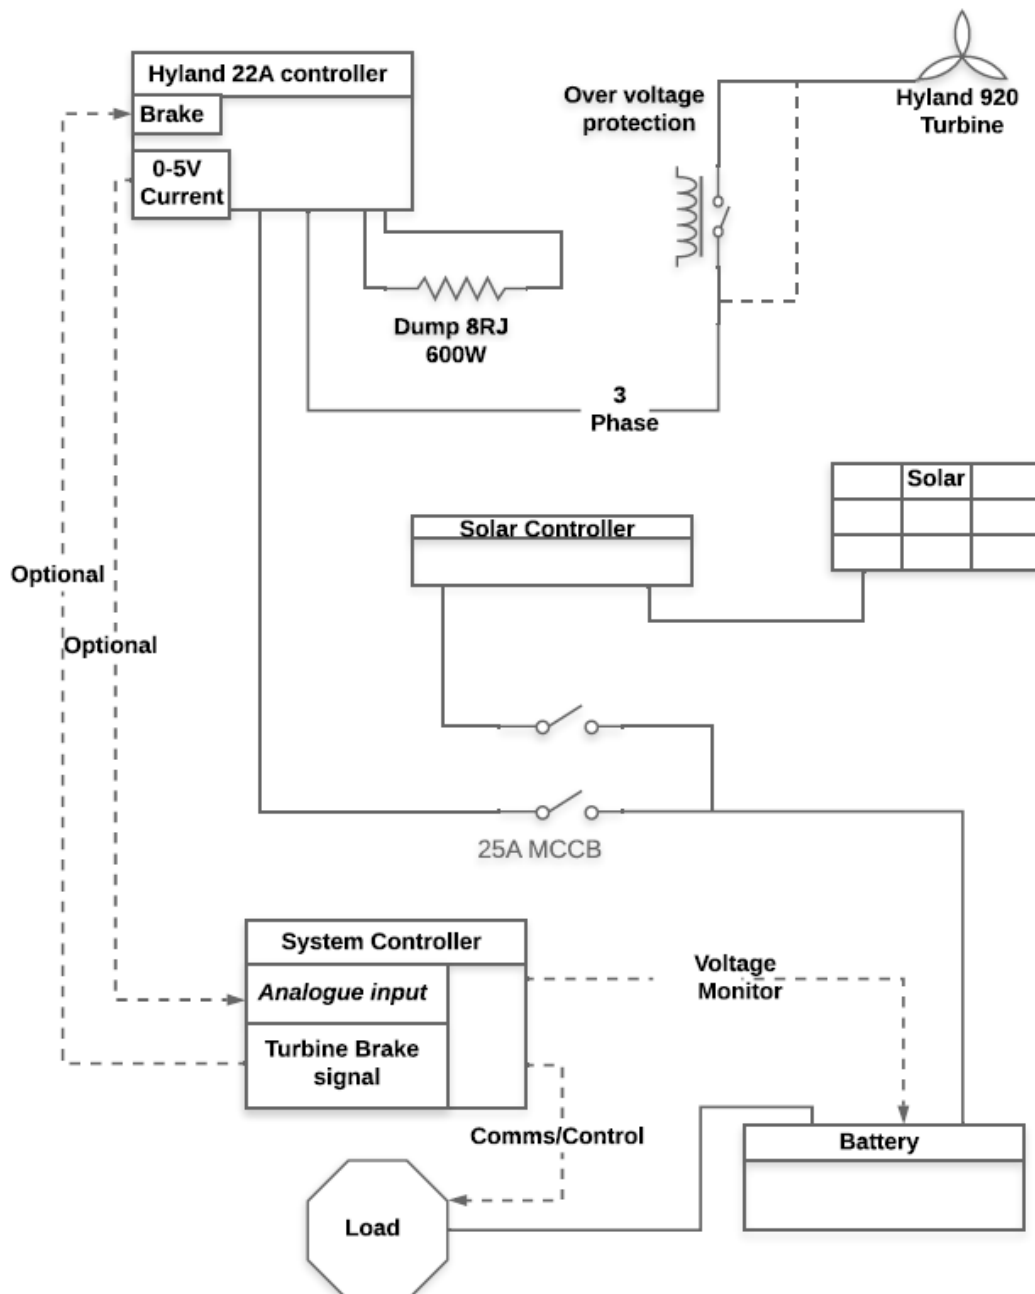 Hyland 22A controller
Brake
0-5V
Current
Over voltage
protection
Hyland 920
Turbine
Dump 8RJ
600W
3
Phase
Solar
Solar Controller
Optional
Optional
25A MCCB
System Controller
Analogue input
Turbine Brake
signal
Voltage
Monitor
Comms/Control
Battery
Load